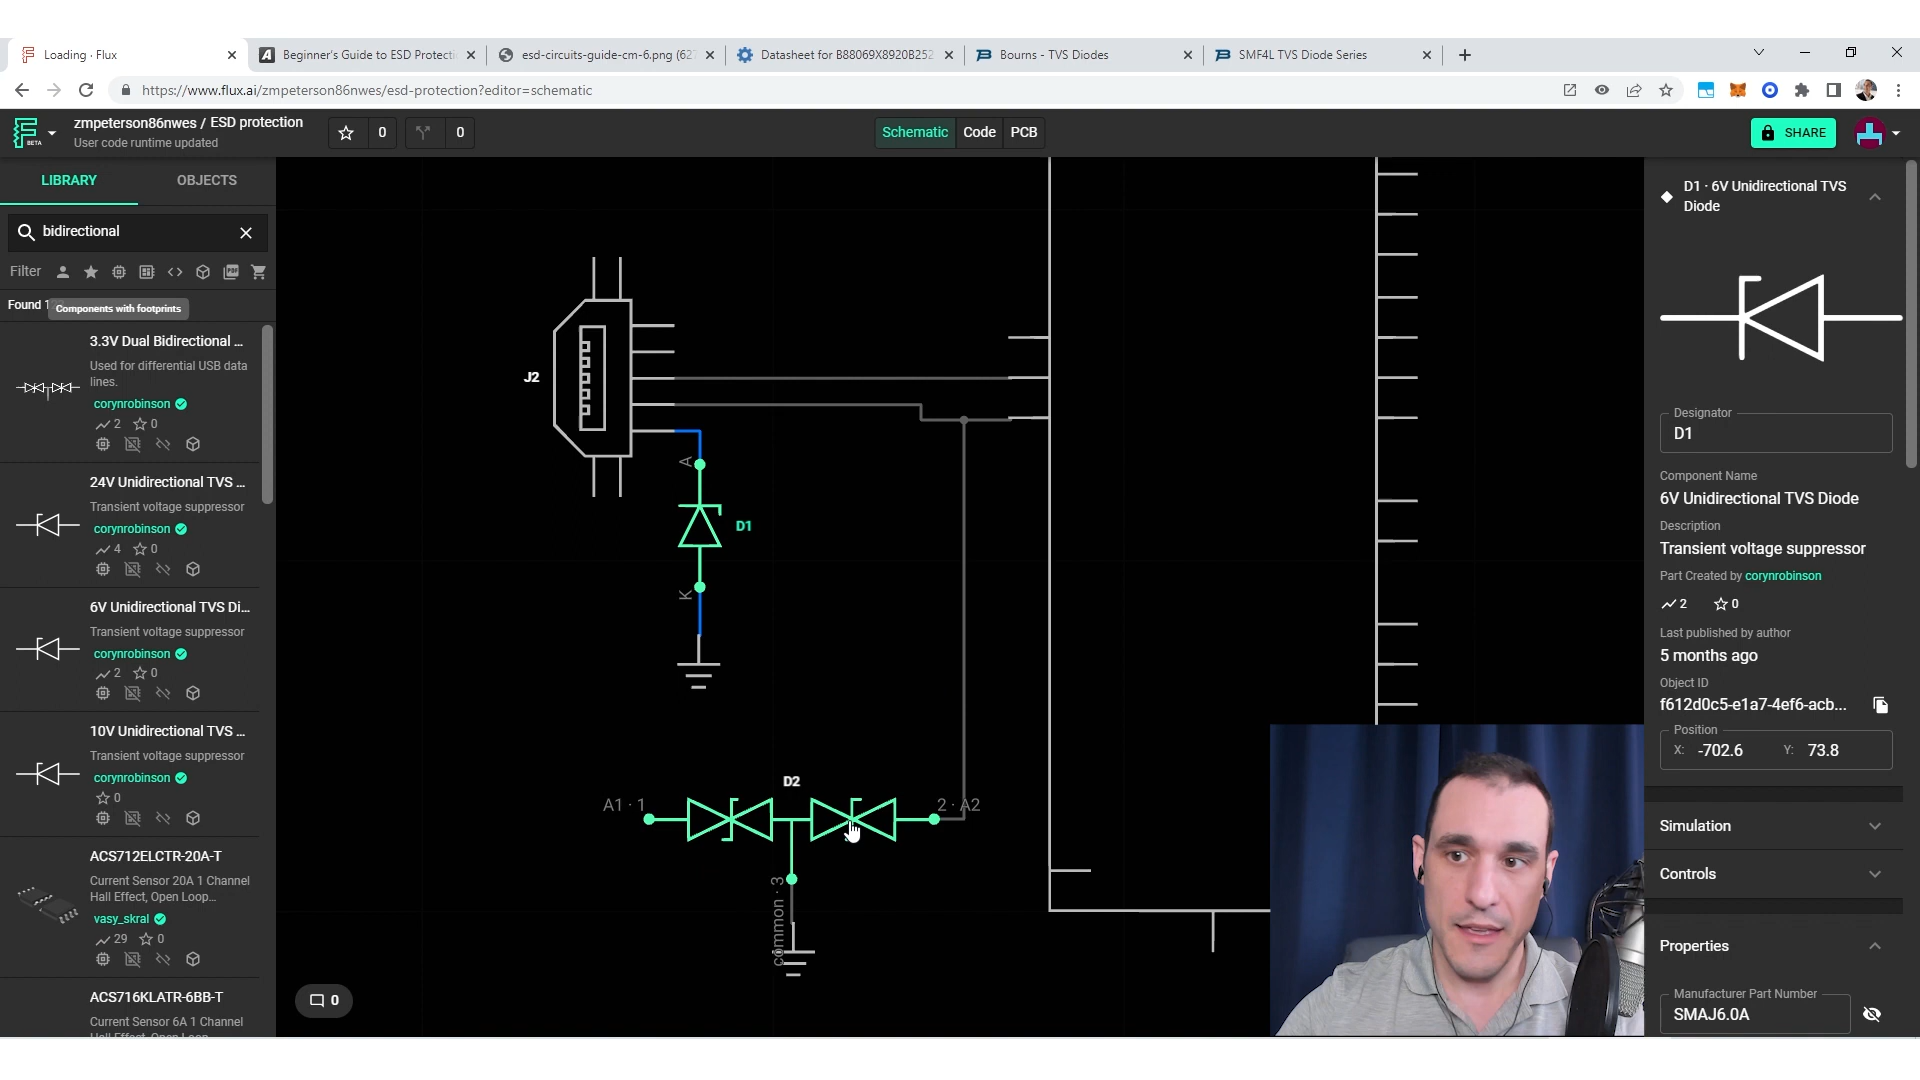 Loading · Flux
Beginner's Guide to ESD Protecti
esd-circuits-guide-cm-6.png (627
Datasheet for B88069X8920B252
Bourns - TVS Diodes
SMF4L TVS Diode Series
https://www.flux.ai/zmpeterson86nwes/esd-protection?editor=schematic
BETA
zmpeterson86nwes / ESD protection
User code runtime updated
0
0
Schematic
Code
PCB
SHARE
LIBRARY
OBJECTS
bidirectional
Filter
Found 1
Components with footprints
3.3V Dual Bidirectional ...
Used for differential USB data
lines.
corynrobinson
2
0
24V Unidirectional TVS ...
Transient voltage suppressor
corynrobinson
4
0
6V Unidirectional TVS Di...
Transient voltage suppressor
corynrobinson
2
0
10V Unidirectional TVS ...
Transient voltage suppressor
corynrobinson
0
ACS712ELCTR-20A-T
Current Sensor 20A 1 Channel
Hall Effect, Open Loop...
vasy_skral
29
0
ACS716KLATR-6BB-T
Current Sensor 6A 1 Channel
Hall Effect, Open Loop
J2
A
D1
K
D2
A1 · 1
2 · A2
common · 3
0
D1 · 6V Unidirectional TVS
Diode
Designator
D1
Component Name
6V Unidirectional TVS Diode
Description
Transient voltage suppressor
Part Created by corynrobinson
2
0
Last published by author
5 months ago
Object ID
f612d0c5-e1a7-4ef6-acb...
Position
X: -702.6
Y: 73.8
Simulation
Controls
Properties
Manufacturer Part Number
SMAJ6.0A